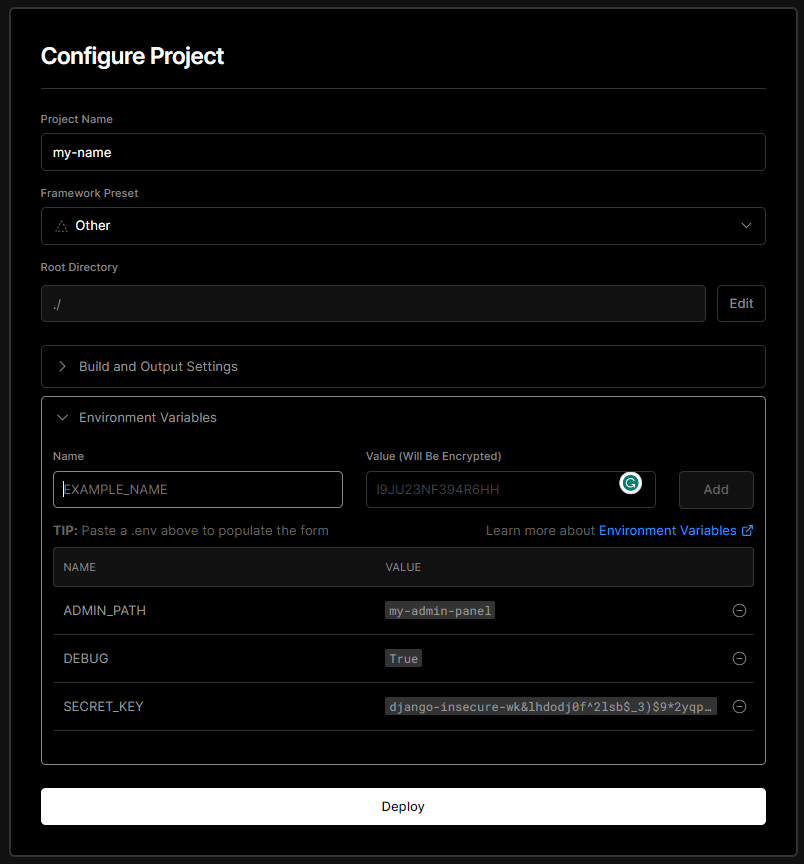 Configure Project
Project Name
my-name
Framework Preset
Other
Root Directory
./
Edit
Build and Output Settings
Environment Variables
Name
Value (Will Be Encrypted)
EXAMPLE_NAME
I9JU23NF394R6HH
Add
TIP: Paste a .env above to populate the form
Learn more about Environment Variables
NAME
VALUE
ADMIN_PATH
my-admin-panel
DEBUG
True
SECRET_KEY
django-insecure-wk&lhdodj0f^2lsb$_3)$9*2yqp…
Deploy